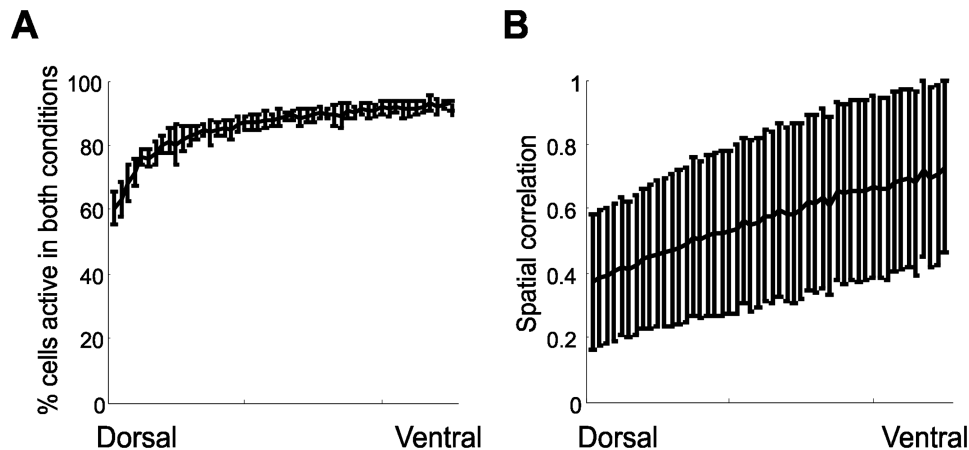 A
% cells active in both conditions
100
80
60
40
20
0
Dorsal
Ventral
B
Spatial correlation
1
0.8
0.6
0.4
0.2
0
Dorsal
Ventral